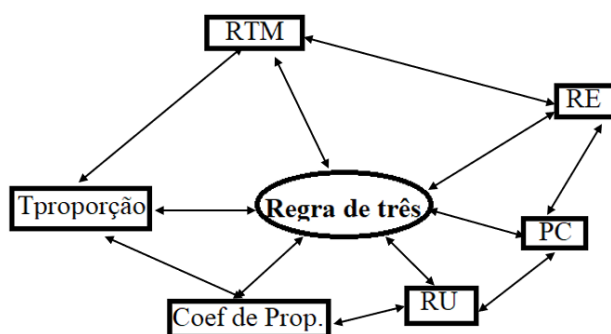 RTM
RE
Tproporção
Regra de três
PC
RU
Coef de Prop.